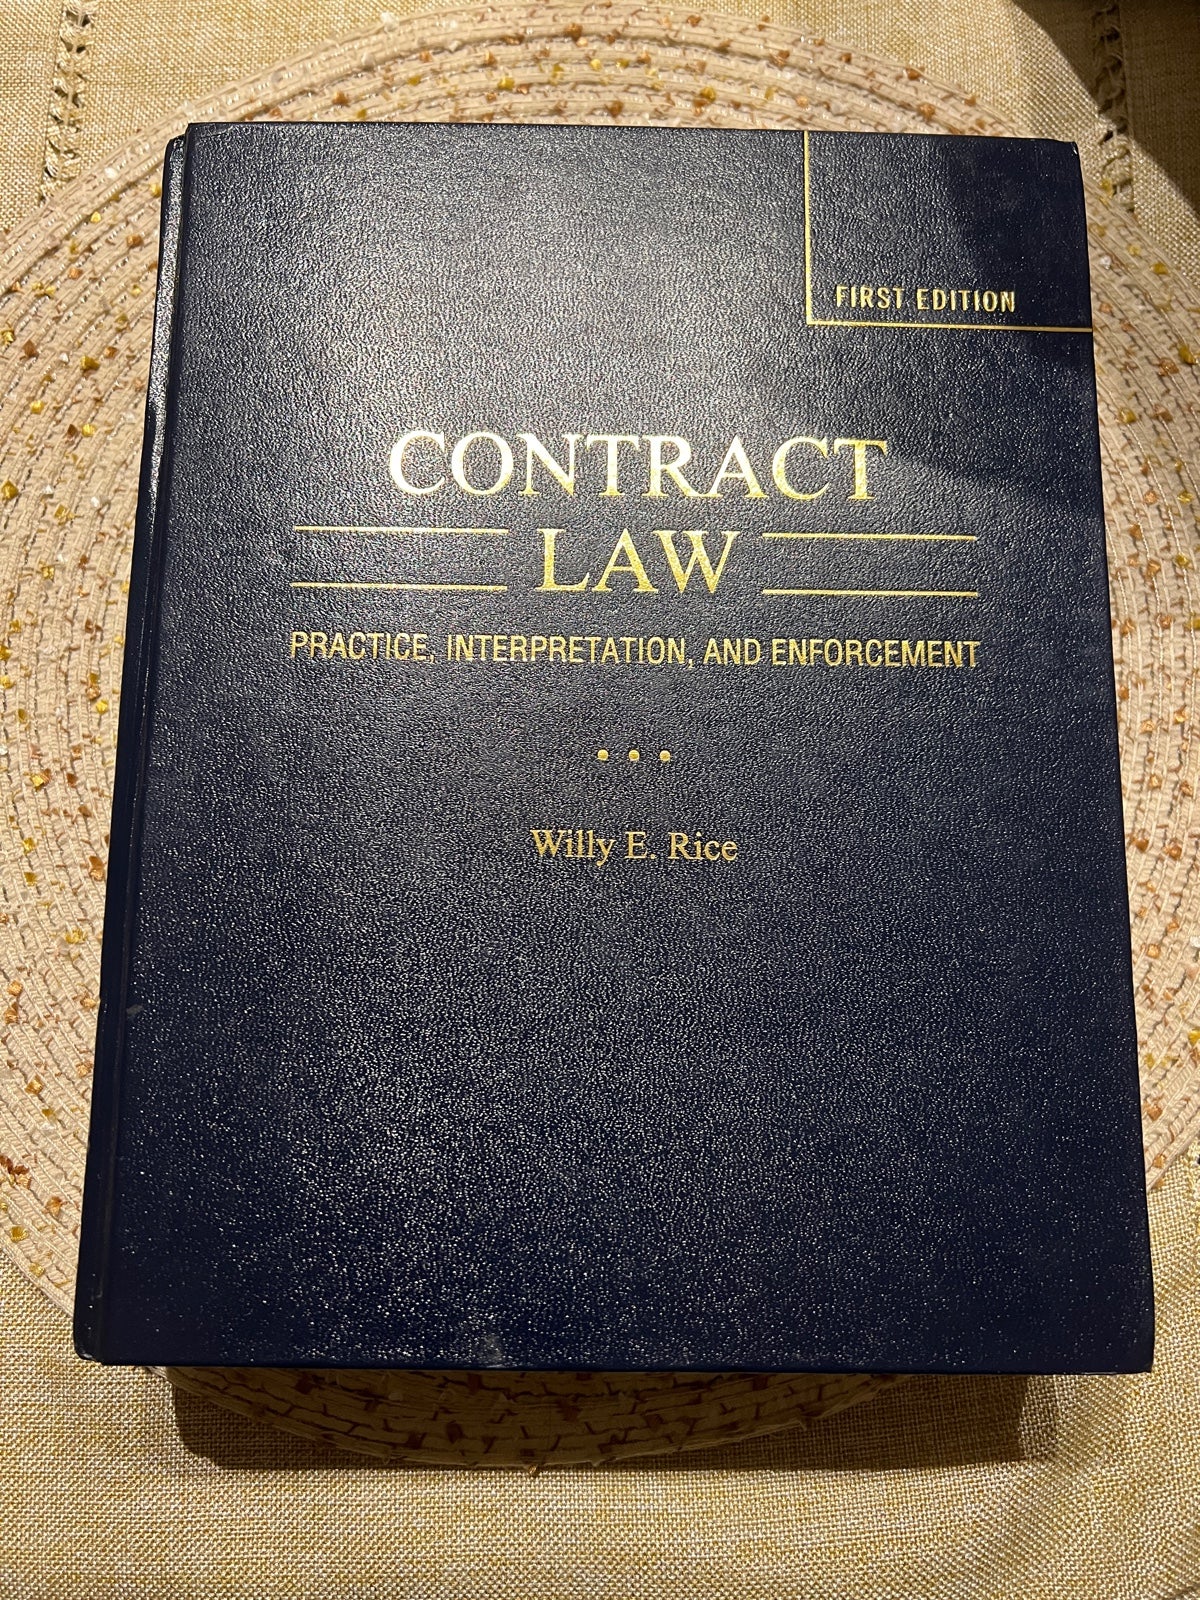 FIRST EDITION
CONTRACT
LAW
PRACTICE, INTERPRETATION, AND ENFORCEMENT
Willy E. Rice